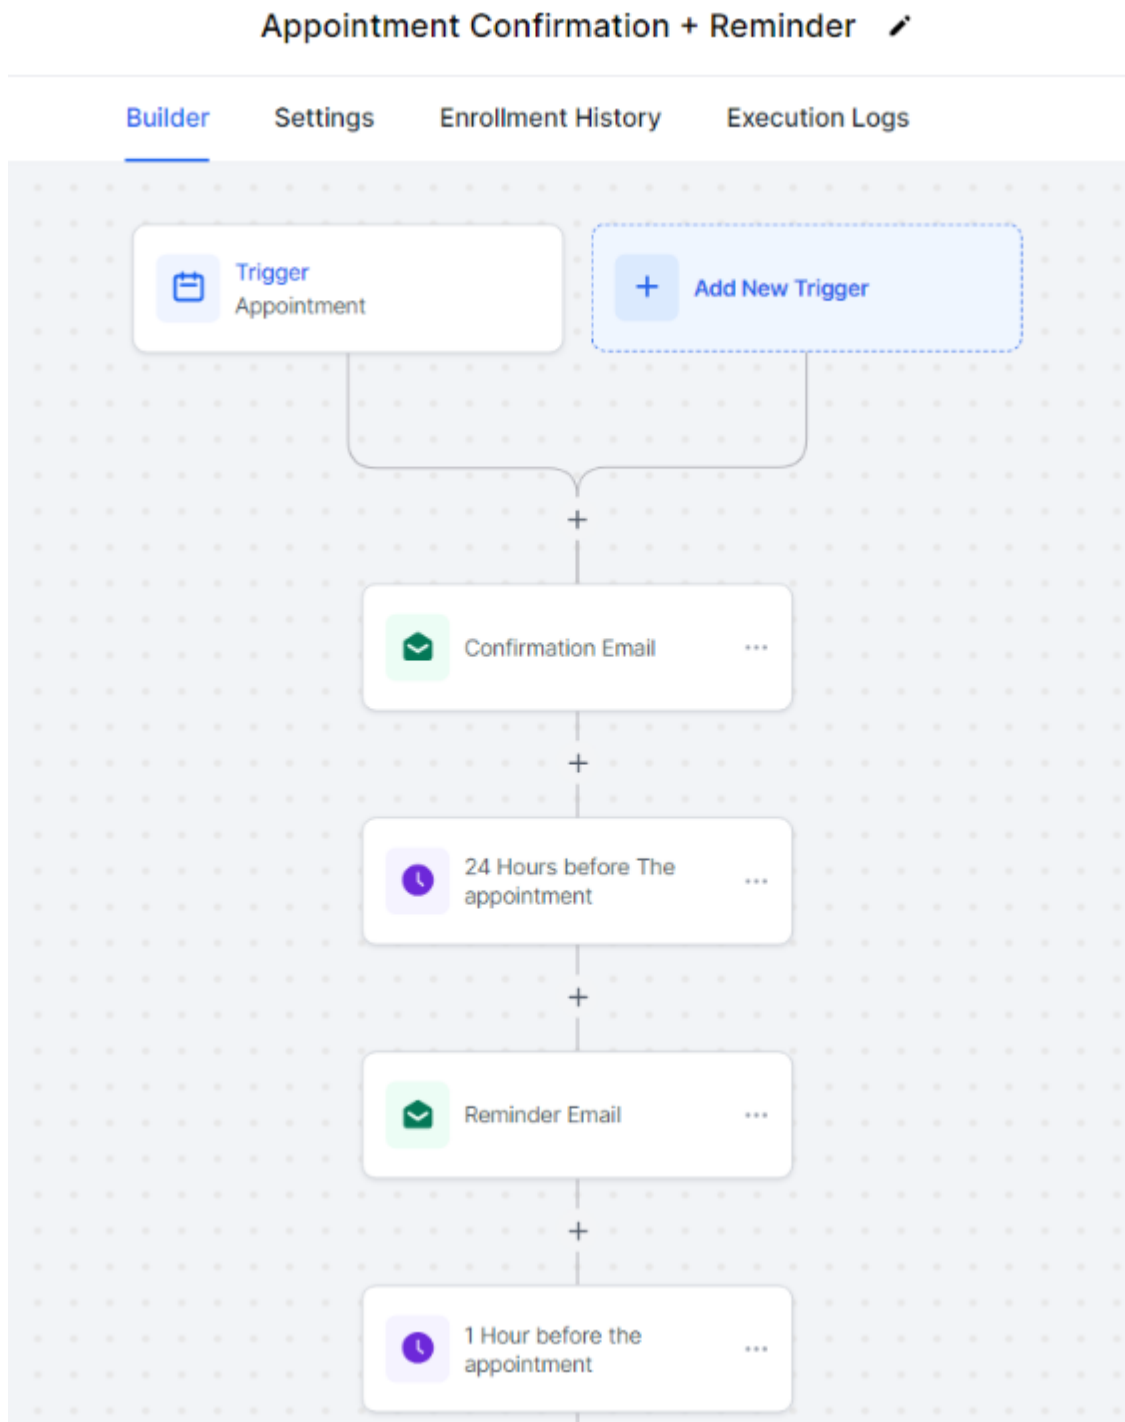 Appointment Confirmation + Reminder
Builder Settings Enrollment History Execution Logs
Trigger
Appointment
Add New Trigger
Confirmation Email
24 Hours before The
appointment
Reminder Email
1 Hour before the
appointment